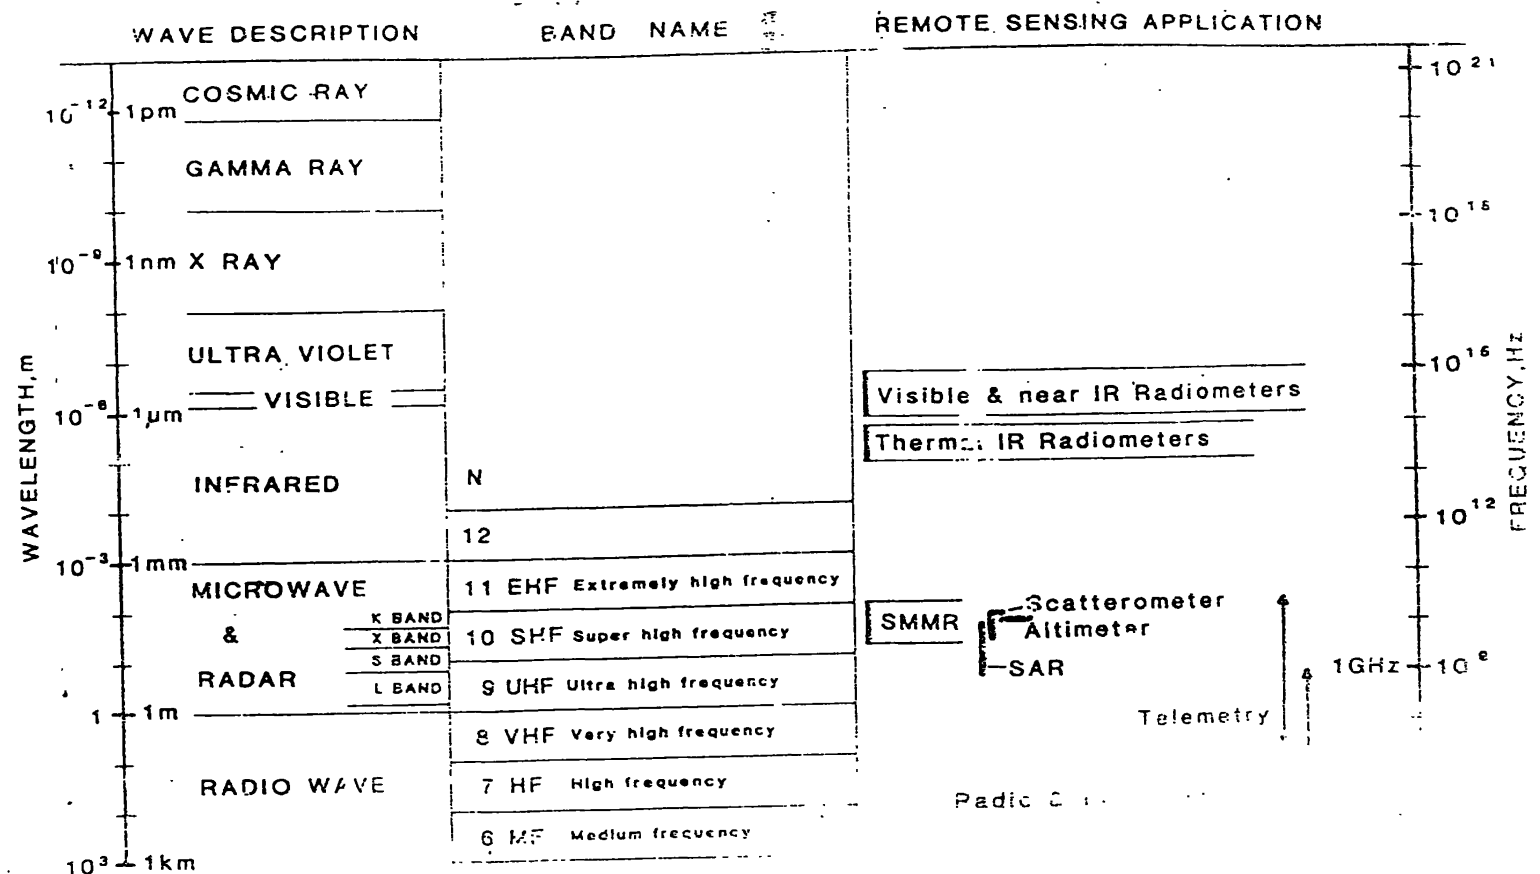 WAVE DESCRIPTION BAND NAME REMOTE SENSING APPLICATION
WAVELENGTH,m
10⁻¹² 1pm
10⁻⁹ 1nm
10⁻⁶ 1µm
10⁻³ 1mm
1 1m
10³ 1km
COSMIC RAY
GAMMA RAY
X RAY
ULTRA VIOLET
VISIBLE
INFRARED
MICROWAVE
&
RADAR
K BAND
X BAND
S BAND
L BAND
RADIO WAVE
N
12
11 EHF Extremely high frequency
10 SHF Super high frequency
9 UHF Ultra high frequency
8 VHF Very high frequency
7 HF High frequency
6 MF Medium frequency
Visible & near IR Radiometers
IR Radiometers
SMMR
Scatterometer
Altimeter
SAR
Telemetry
10²¹
10¹⁵
10¹²
1GHz
FREQUENCY,Hz